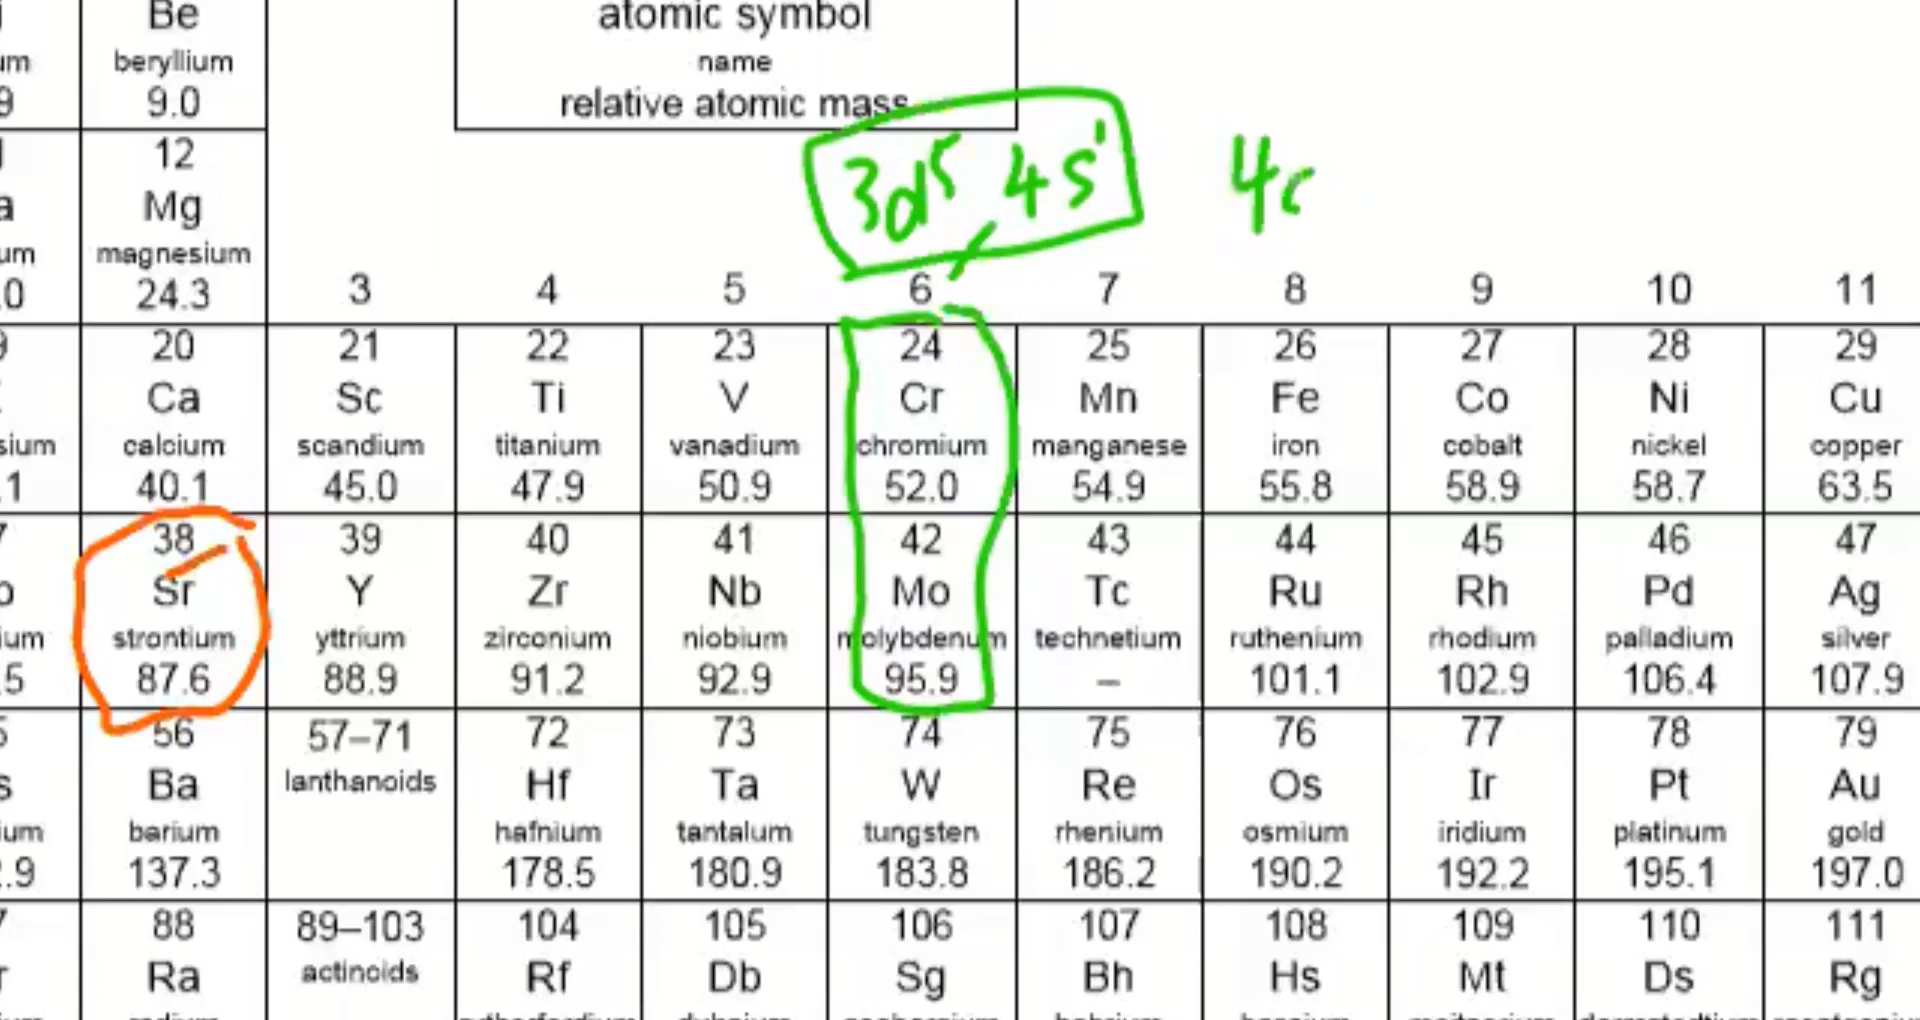 Be
atomic symbol
beryllium
name
9.0
relative atomic mass
3d⁵ 4s¹
12
Mg
magnesium
24.3
3 4 5 6 7 8 9 10 11
20 21 22 23 24 25 26 27 28 29
Ca Sc Ti V Cr Mn Fe Co Ni Cu
calcium scandium titanium vanadium chromium manganese iron cobalt nickel copper
40.1 45.0 47.9 50.9 52.0 54.9 55.8 58.9 58.7 63.5
38 39 40 41 42 43 44 45 46 47
Sr Y Zr Nb Mo Tc Ru Rh Pd Ag
strontium yttrium zirconium niobium molybdenum technetium ruthenium rhodium palladium silver
87.6 88.9 91.2 92.9 95.9 – 101.1 102.9 106.4 107.9
56 57–71 72 73 74 75 76 77 78 79
Ba lanthanoids Hf Ta W Re Os Ir Pt Au
barium hafnium tantalum tungsten rhenium osmium iridium platinum gold
137.3 178.5 180.9 183.8 186.2 190.2 192.2 195.1 197.0
88 89–103 104 105 106 107 108 109 110 111
Ra actinoids Rf Db Sg Bh Hs Mt Ds Rg